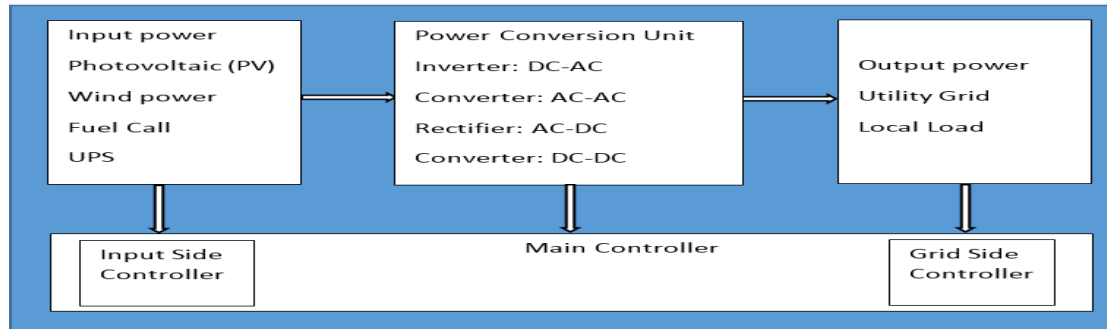 Input power
Photovoltaic (PV)
Wind power
Fuel Call
UPS
Power Conversion Unit
Inverter: DC-AC
Converter: AC-AC
Rectifier: AC-DC
Converter: DC-DC
Output power
Utility Grid
Local Load
Input Side
Controller
Main Controller
Grid Side
Controller